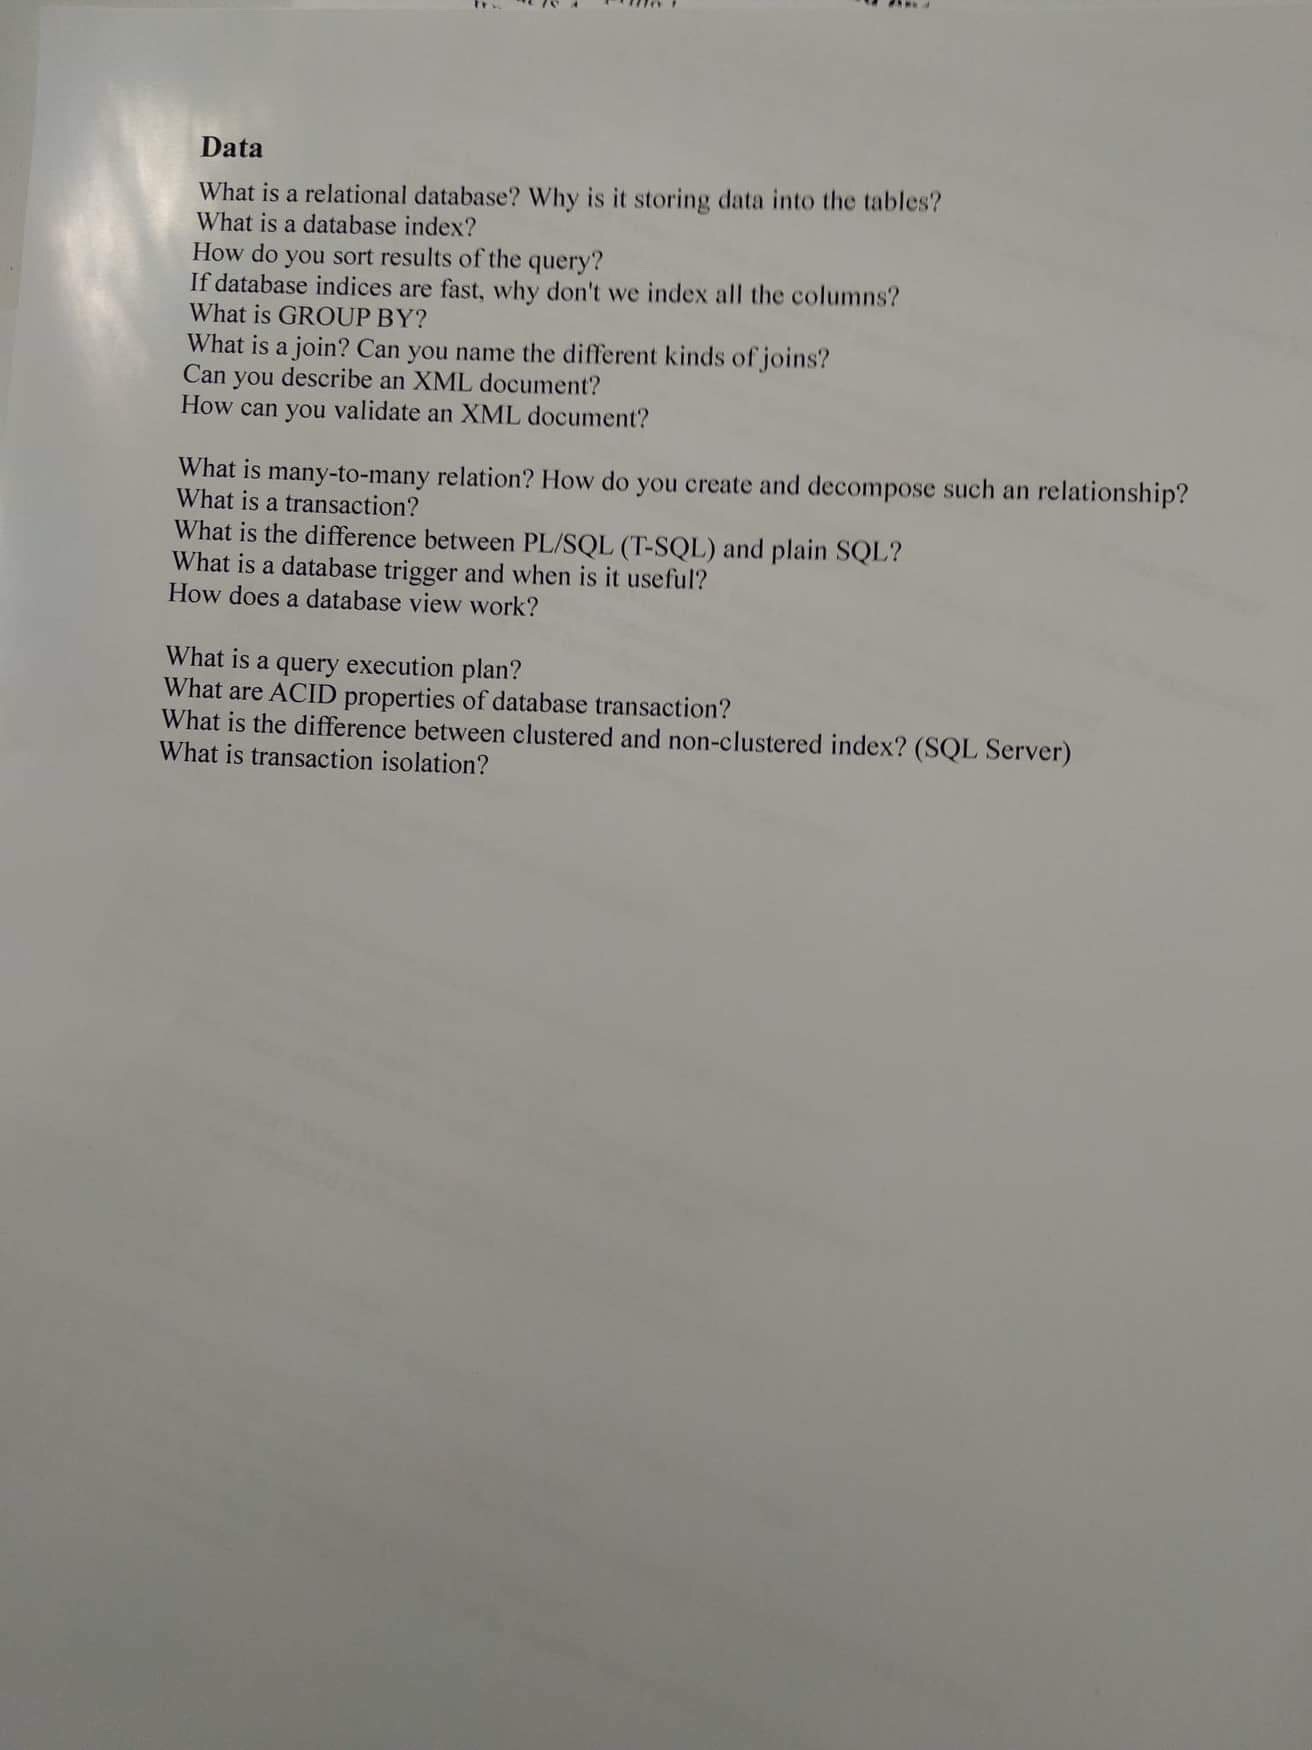 Data
What is a relational database? Why is it storing data into the tables?
What is a database index?
How do you sort results of the query?
If database indices are fast, why don't we index all the columns?
What is GROUP BY?
What is a join? Can you name the different kinds of joins?
Can you describe an XML document?
How can you validate an XML document?
What is many-to-many relation? How do you create and decompose such an relationship?
What is a transaction?
What is the difference between PL/SQL (T-SQL) and plain SQL?
What is a database trigger and when is it useful?
How does a database view work?
What is a query execution plan?
What are ACID properties of database transaction?
What is the difference between clustered and non-clustered index? (SQL Server)
What is transaction isolation?